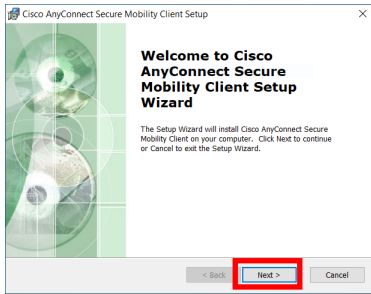 Cisco AnyConnect Secure Mobility Client Setup
Welcome to Cisco
AnyConnect Secure
Mobility Client Setup
Wizard
The Setup Wizard will install Cisco AnyConnect Secure
Mobility Client on your computer. Click Next to continue
or Cancel to exit the Setup Wizard.
< Back Next > Cancel